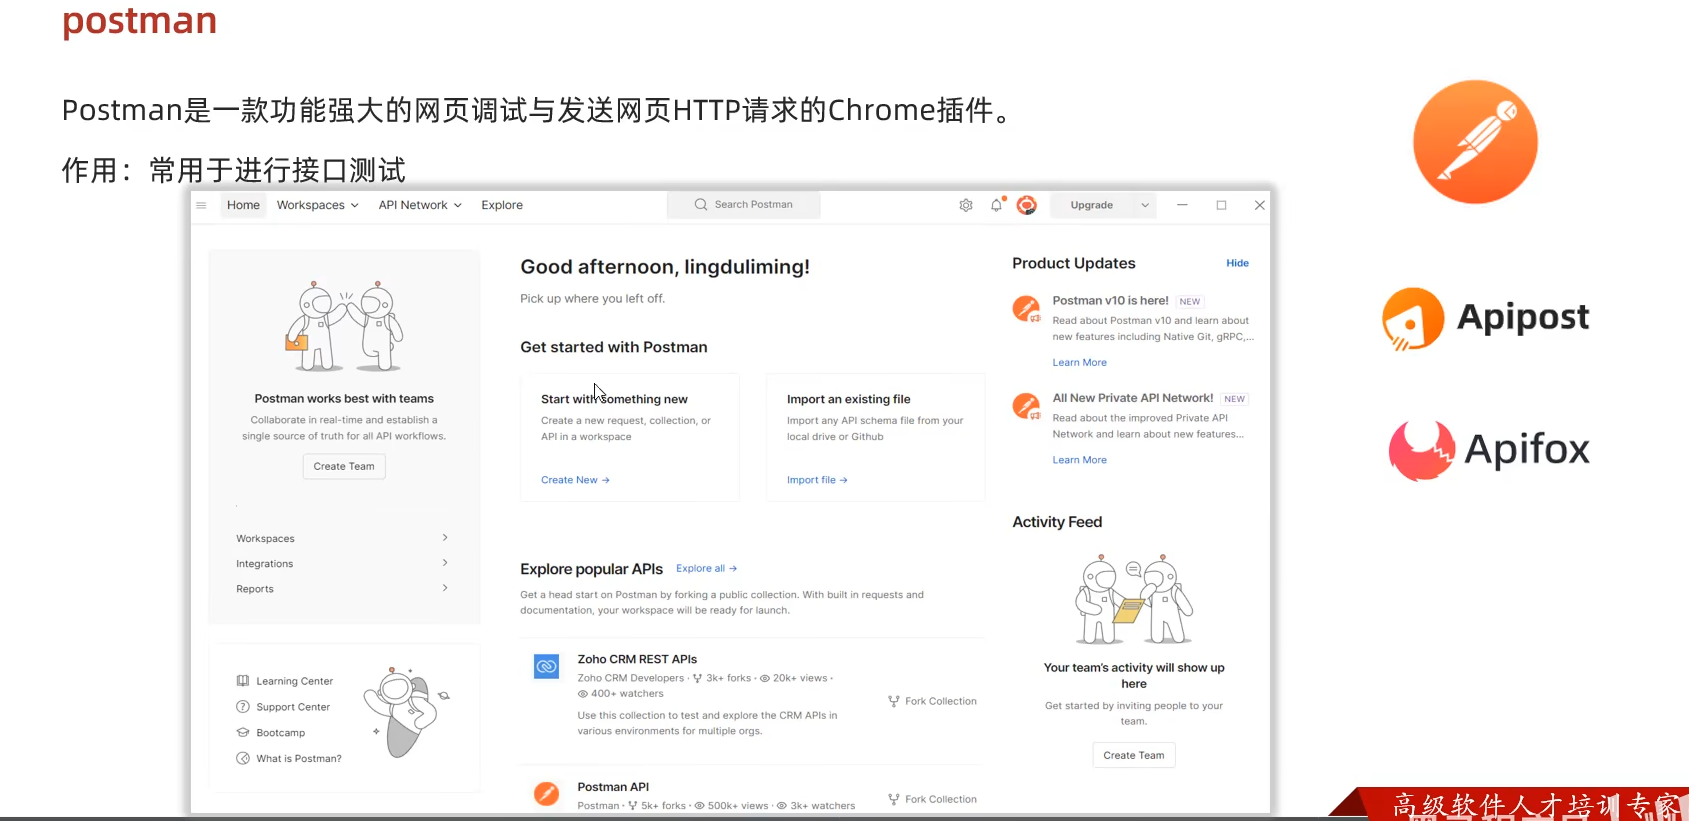 postman
Postman是一款功能强大的网页调试与发送网页HTTP请求的Chrome插件。
作用：常用于进行接口测试
Home Workspaces API Network Explore Search Postman Upgrade
Postman works best with teams
Collaborate in real-time and establish a
single source of truth for all API workflows.
Create Team
Workspaces
Integrations
Reports
Learning Center
Support Center
Bootcamp
What is Postman?
Good afternoon, lingduliming!
Pick up where you left off.
Get started with Postman
Start with something new
Create a new request, collection, or
API in a workspace
Create New →
Import an existing file
Import any API schema file from your
local drive or Github
Import file →
Explore popular APIs Explore all →
Get a head start on Postman by forking a public collection. With built in requests and
documentation, your workspace will be ready for launch.
Zoho CRM REST APIs
Zoho CRM Developers · 3k+ forks · 20k+ views ·
400+ watchers
Use this collection to test and explore the CRM APIs in
various environments for multiple orgs.
Fork Collection
Postman API
Postman · 5k+ forks · 500k+ views · 3k+ watchers
Fork Collection
Product Updates Hide
Postman v10 is here! NEW
Read about Postman v10 and learn about
new features including Native Git, gRPC,...
Learn More
All New Private API Network! NEW
Read about the improved Private API
Network and learn about new features...
Learn More
Activity Feed
Your team's activity will show up
here
Get started by inviting people to your
team.
Create Team
Apipost
Apifox
高级软件人才培训专家